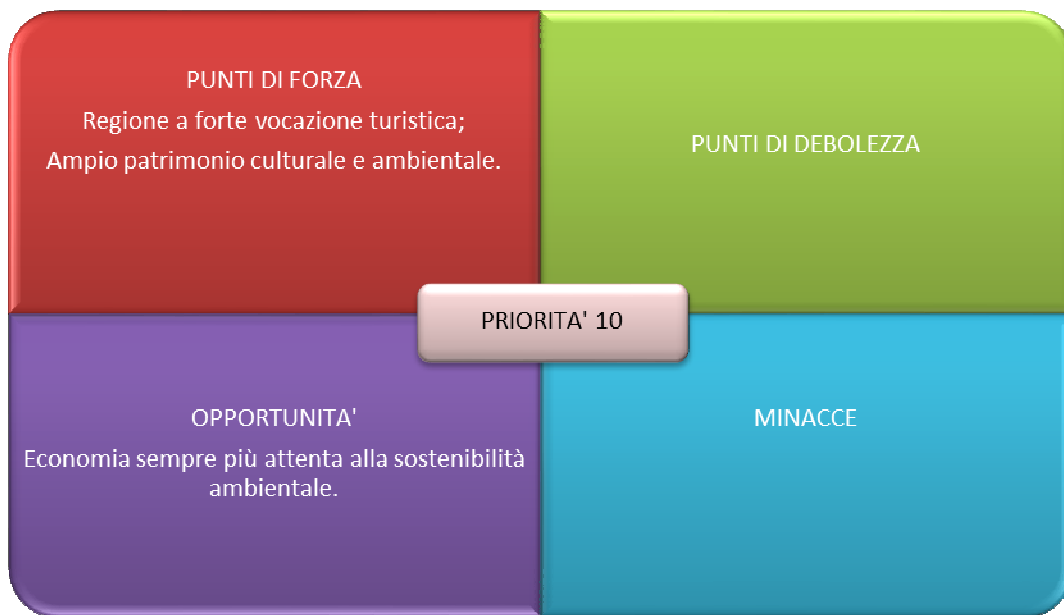 PUNTI DI FORZA
Regione a forte vocazione turistica;
Ampio patrimonio culturale e ambientale.
PUNTI DI DEBOLEZZA
PRIORITA' 10
OPPORTUNITA'
Economia sempre più attenta alla sostenibilità
ambientale.
MINACCE